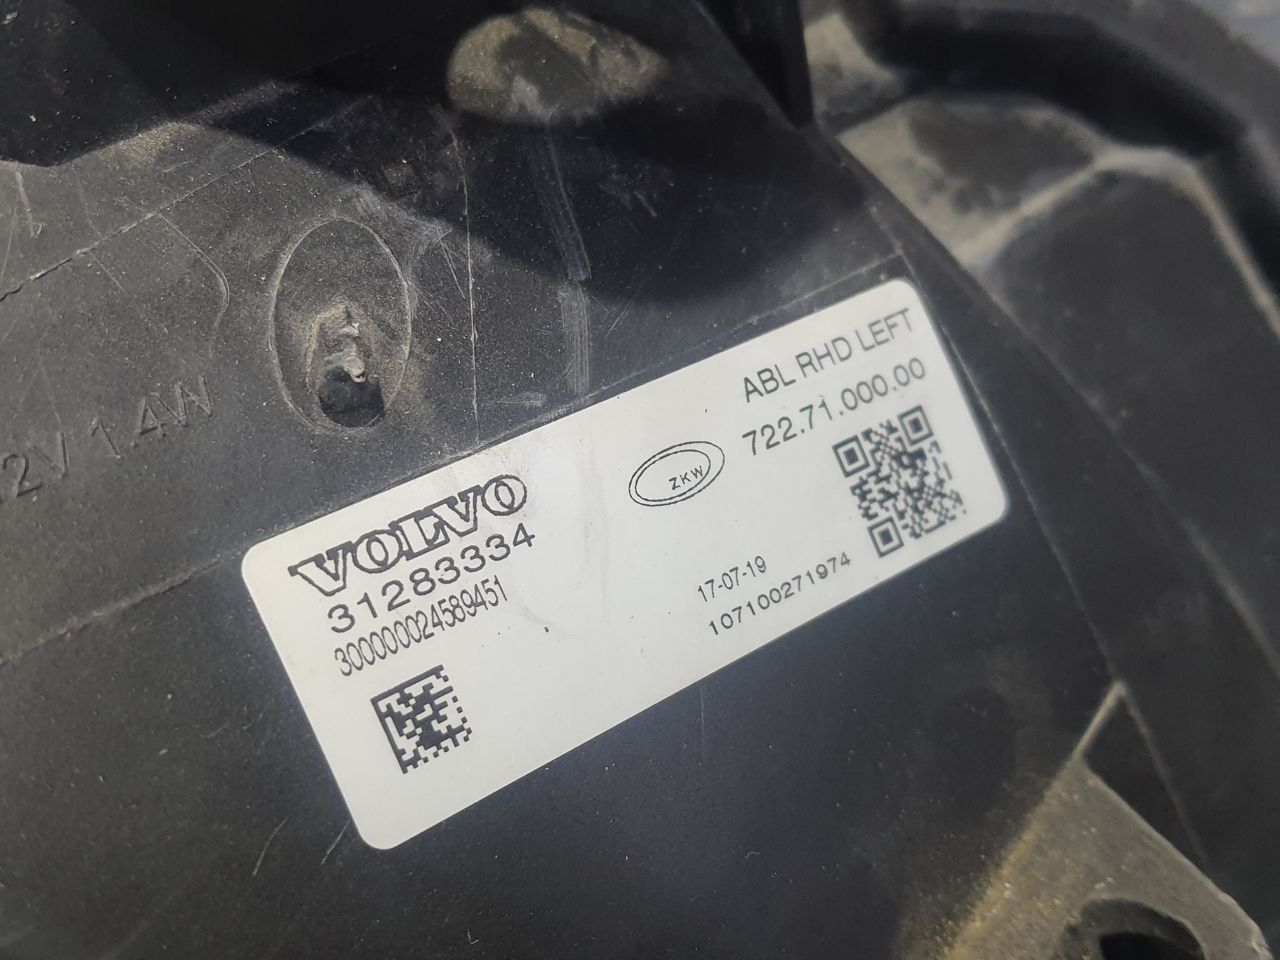 12V 1.4W
ABL RHD LEFT
722.71.000.00
ZKW
VOLVO
31283334
300000024589451
17-07-19
107100271974